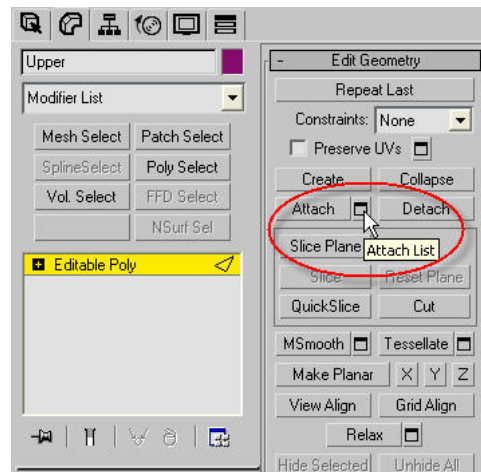 Upper
Modifier List
Mesh Select Patch Select
SplineSelect Poly Select
Vol. Select FFD Select
NSurf Sel
Editable Poly
- Edit Geometry
Repeat Last
Constraints: None
Preserve UVs
Create Collapse
Attach Detach
Slice Plane
Attach List
Slice Reset Plane
QuickSlice Cut
MSmooth Tessellate
Make Planar X Y Z
View Align Grid Align
Relax
Hide Selected Unhide All